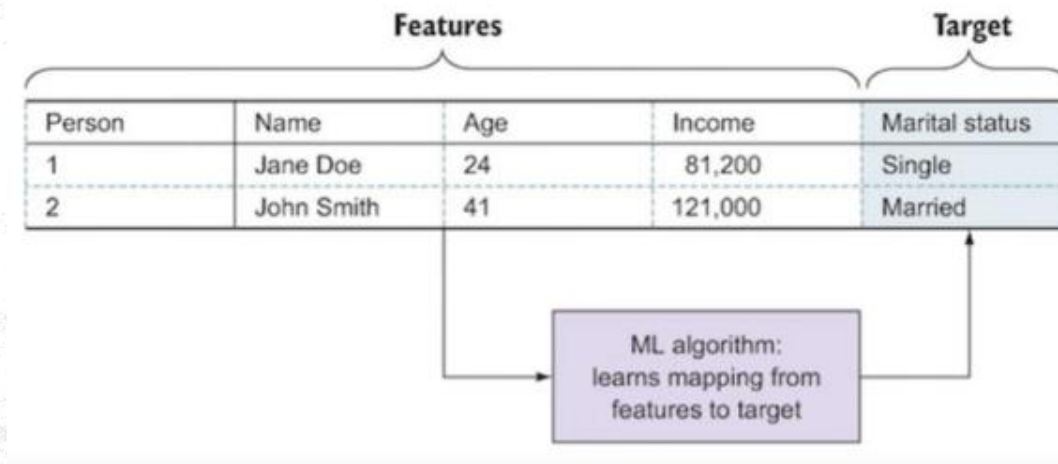 Features Target
Person Name Age Income Marital status
1 Jane Doe 24 81,200 Single
2 John Smith 41 121,000 Married
ML algorithm:
learns mapping from
features to target